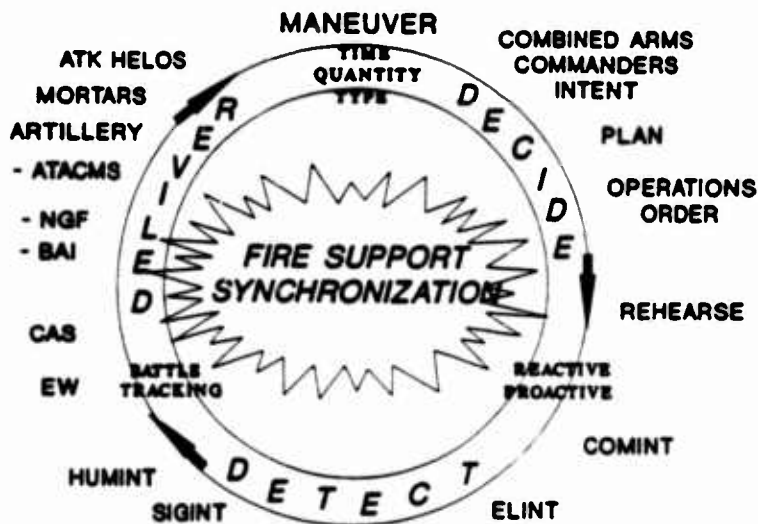 MANEUVER
TIME
QUANTITY
TYPE
COMBINED ARMS
COMMANDERS
INTENT
PLAN
OPERATIONS
ORDER
DECIDE
REHEARSE
REACTIVE
PROACTIVE
COMINT
ELINT
DETECT
SIGINT
HUMINT
BATTLE
TRACKING
EW
CAS
DELIVER
ATK HELOS
MORTARS
ARTILLERY
- ATACMS
- NGF
- BAI
FIRE SUPPORT
SYNCHRONIZATION